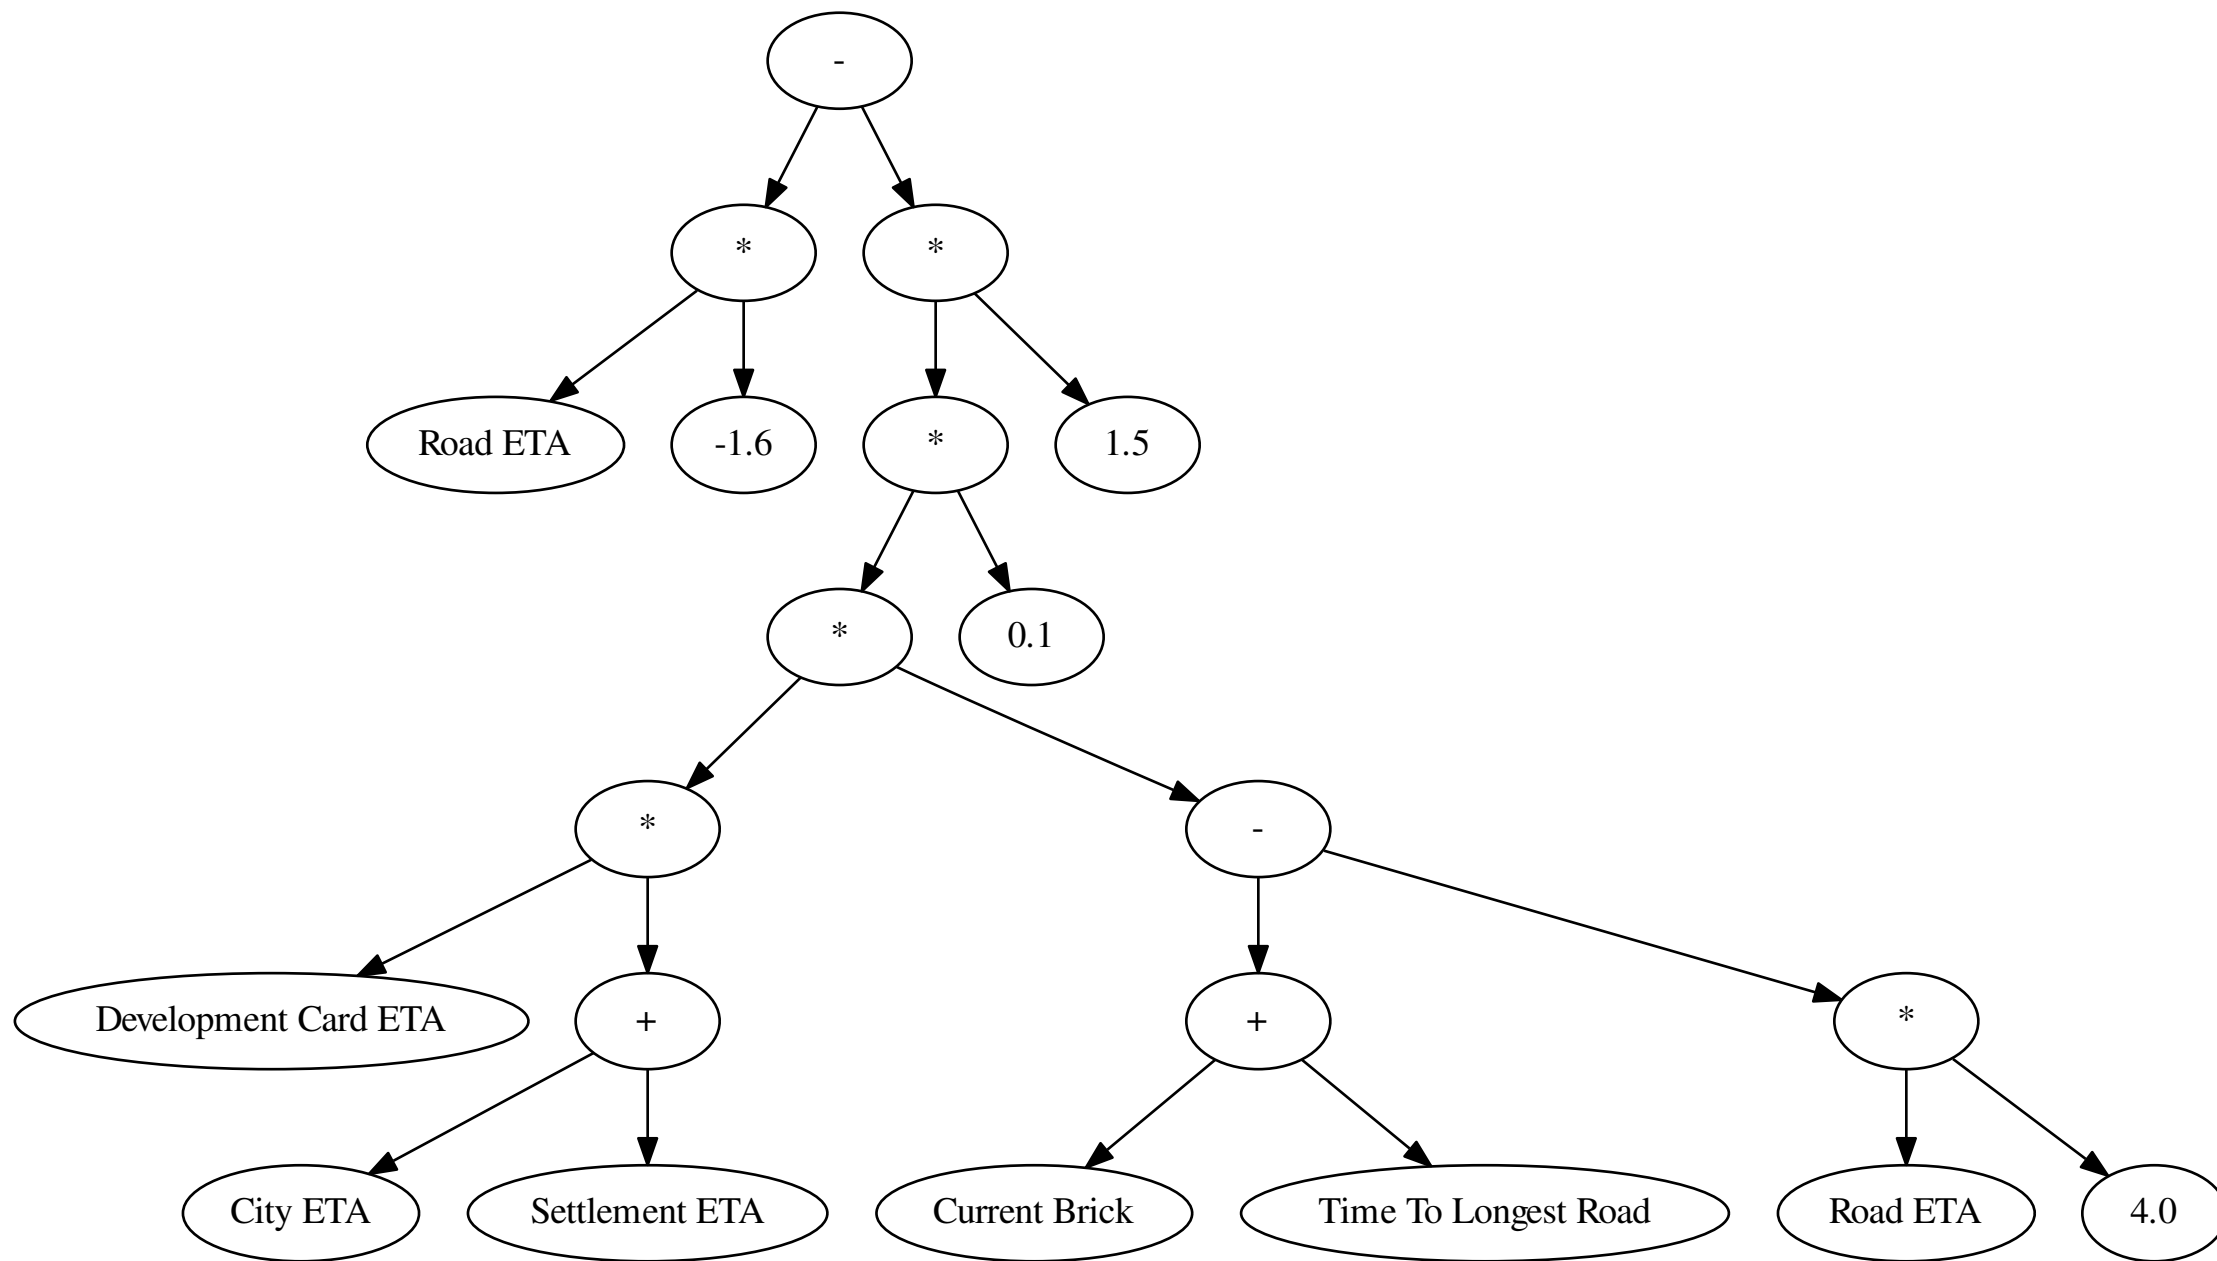 -
*
*
Road ETA
-1.6
*
1.5
*
0.1
*
-
Development Card ETA
+
+
*
City ETA
Settlement ETA
Current Brick
Time To Longest Road
Road ETA
4.0